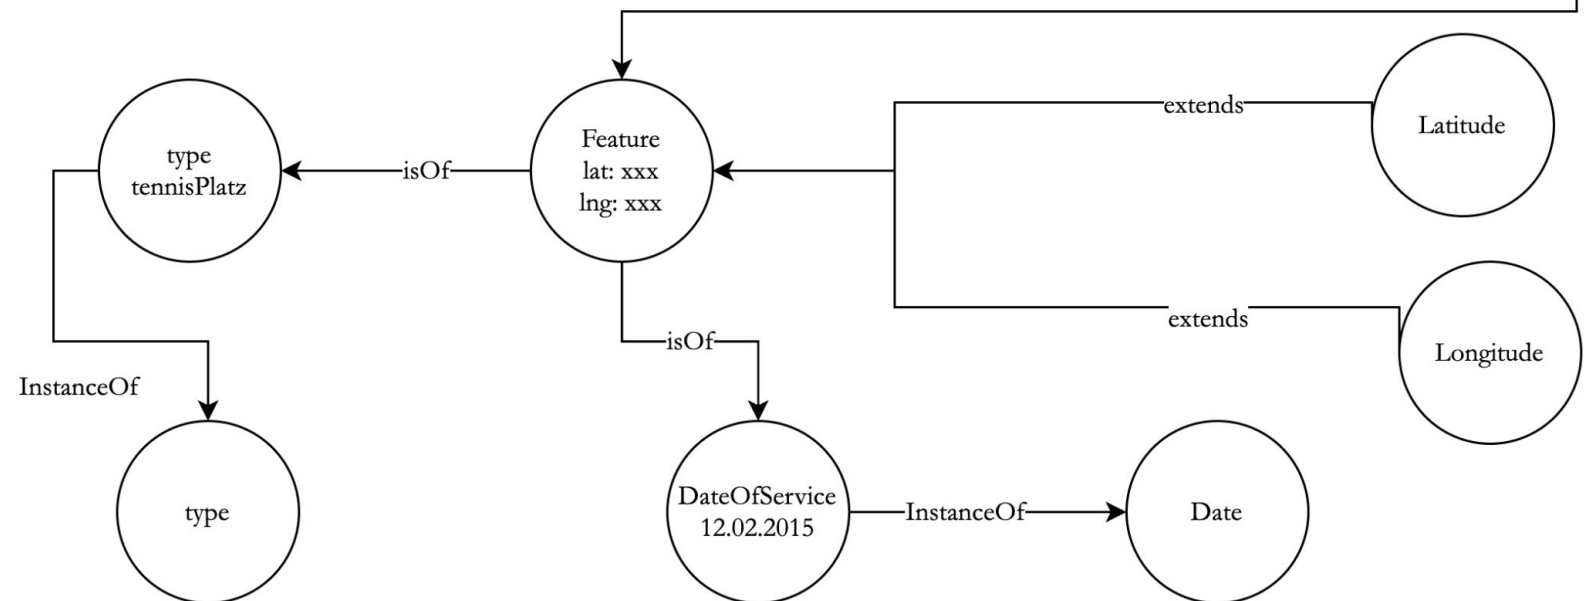 extends
Latitude
Feature
lat: xxx
lng: xxx
type
tennisPlatz
isOf
extends
isOf
Longitude
InstanceOf
type
DateOfService
12.02.2015
InstanceOf
Date